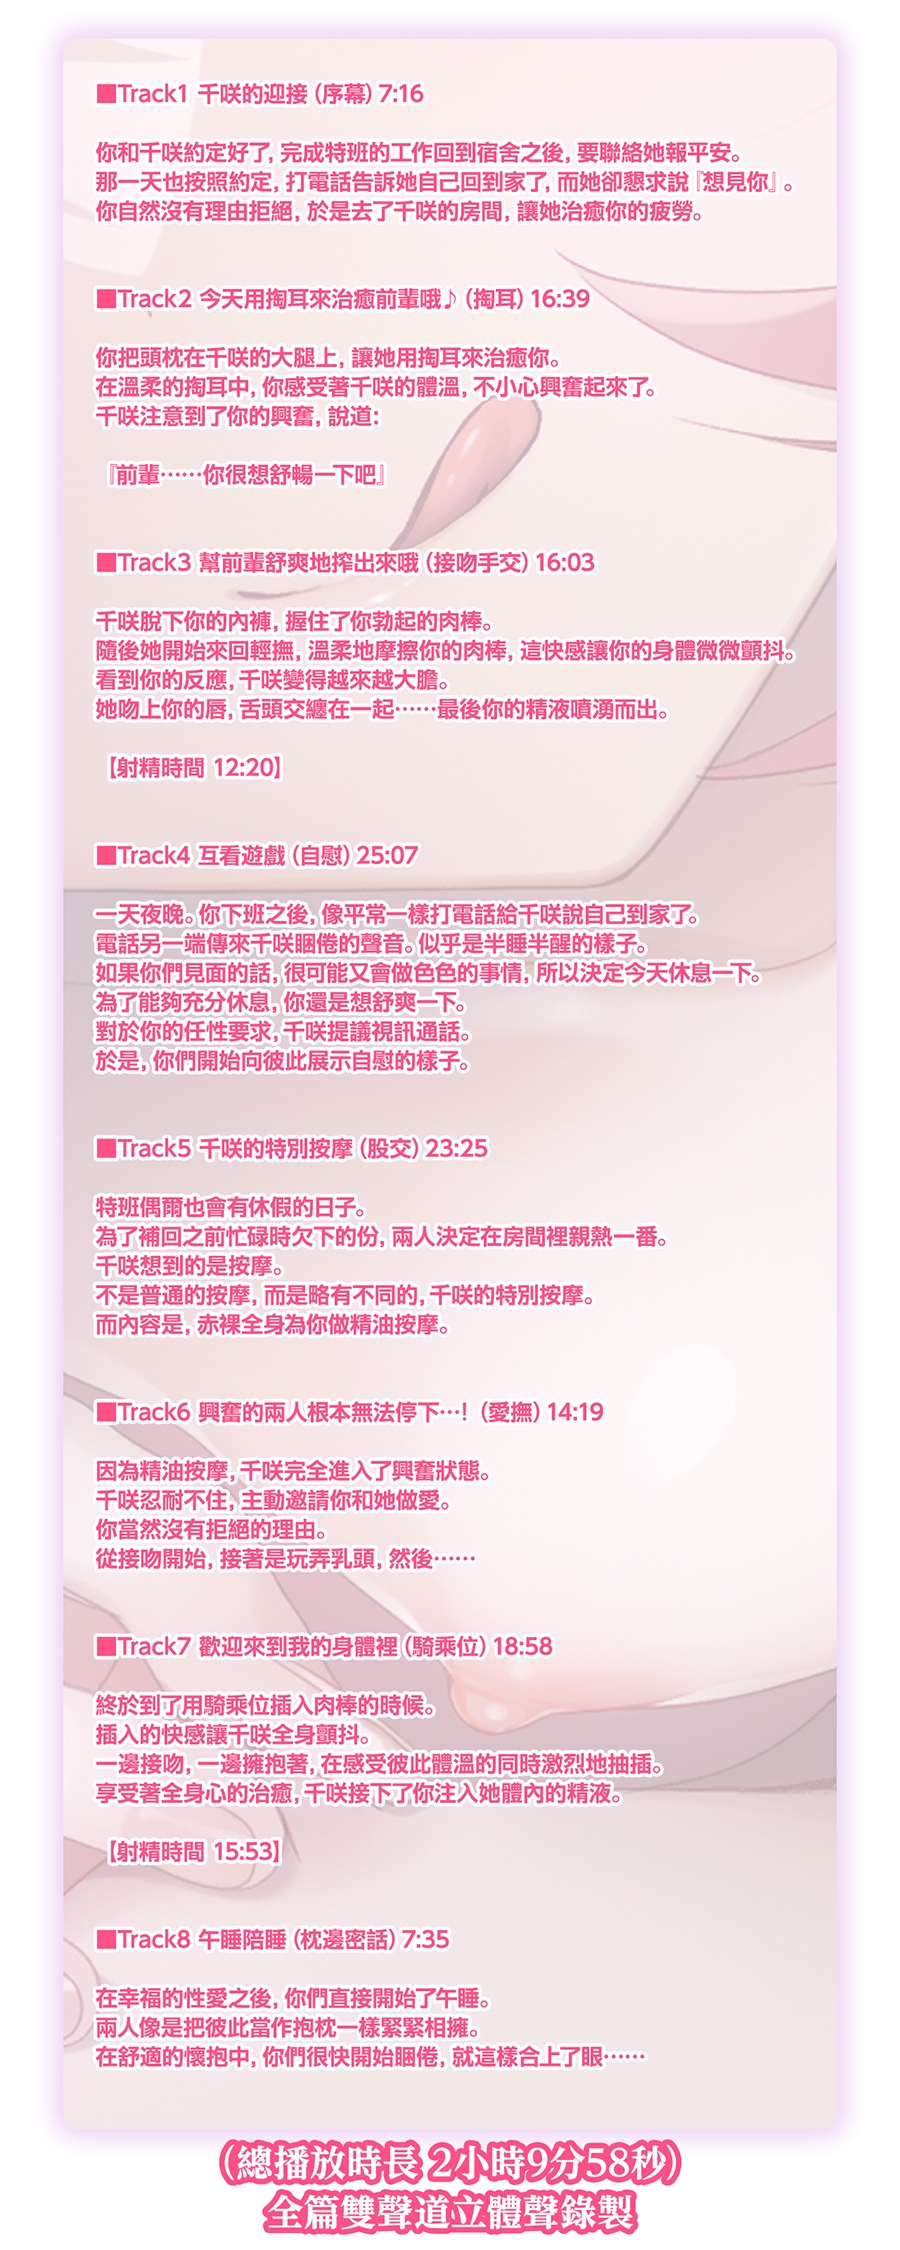 ■Track1 千咲的迎接（序幕）7:16
你和千咲約定好了，完成特班的工作回到宿舍之後，要聯絡她報平安。
那一天也按照約定，打電話告訴她自己回到家了，而她卻懇求說『想見你』。
你自然沒有理由拒絕，於是去了千咲的房間，讓她治癒你的疲勞。
■Track2 今天用掏耳來治癒前輩哦♪（掏耳）16:39
你把頭枕在千咲的大腿上，讓她用掏耳來治癒你。
在溫柔的掏耳中，你感受著千咲的體溫，不小心興奮起來了。
千咲注意到了你的興奮，說道：
『前輩……你很想舒暢一下吧』
■Track3 幫前輩舒爽地搾出來哦（接吻手交）16:03
千咲脫下你的內褲，握住了你勃起的肉棒。
隨後她開始來回輕撫，溫柔地摩擦你的肉棒，這快感讓你的身體微微顫抖。
看到你的反應，千咲變得越來越大膽。
她吻上你的唇，舌頭交纏在一起……最後你的精液噴湧而出。
【射精時間 12:20】
■Track4 互看遊戲（自慰）25:07
一天夜晚。你下班之後，像平常一樣打電話給千咲說自己到家了。
電話另一端傳來千咲睏倦的聲音。似乎是半睡半醒的樣子。
如果你們見面的話，很可能又會做色色的事情，所以決定今天休息一下。
為了能夠充分休息，你還是想舒爽一下。
對於你的任性要求，千咲提議視訊通話。
於是，你們開始向彼此展示自慰的樣子。
■Track5 千咲的特別按摩（股交）23:25
特班偶爾也會有休假的日子。
為了補回之前忙碌時欠下的份，兩人決定在房間裡親熱一番。
千咲想到的是按摩。
不是普通的按摩，而是略有不同的，千咲的特別按摩。
而內容是，赤裸全身為你做精油按摩。
■Track6 興奮的兩人根本無法停下…！（愛撫）14:19
因為精油按摩，千咲完全進入了興奮狀態。
千咲忍耐不住，主動邀請你和她做愛。
你當然沒有拒絕的理由。
從接吻開始，接著是玩弄乳頭，然後……
■Track7 歡迎來到我的身體裡（騎乘位）18:58
終於到了用騎乘位插入肉棒的時候。
插入的快感讓千咲全身顫抖。
一邊接吻，一邊擁抱著，在感受彼此體溫的同時激烈地抽插。
享受著全身心的治癒，千咲接下了你注入她體內的精液。
【射精時間 15:53】
■Track8 午睡陪睡（枕邊密話）7:35
在幸福的性愛之後，你們直接開始了午睡。
兩人像是把彼此當作抱枕一樣緊緊相擁。
在舒適的懷抱中，你們很快開始睏倦，就這樣合上了眼……
（總播放時長 2小時9分58秒）
全篇雙聲道立體聲錄製